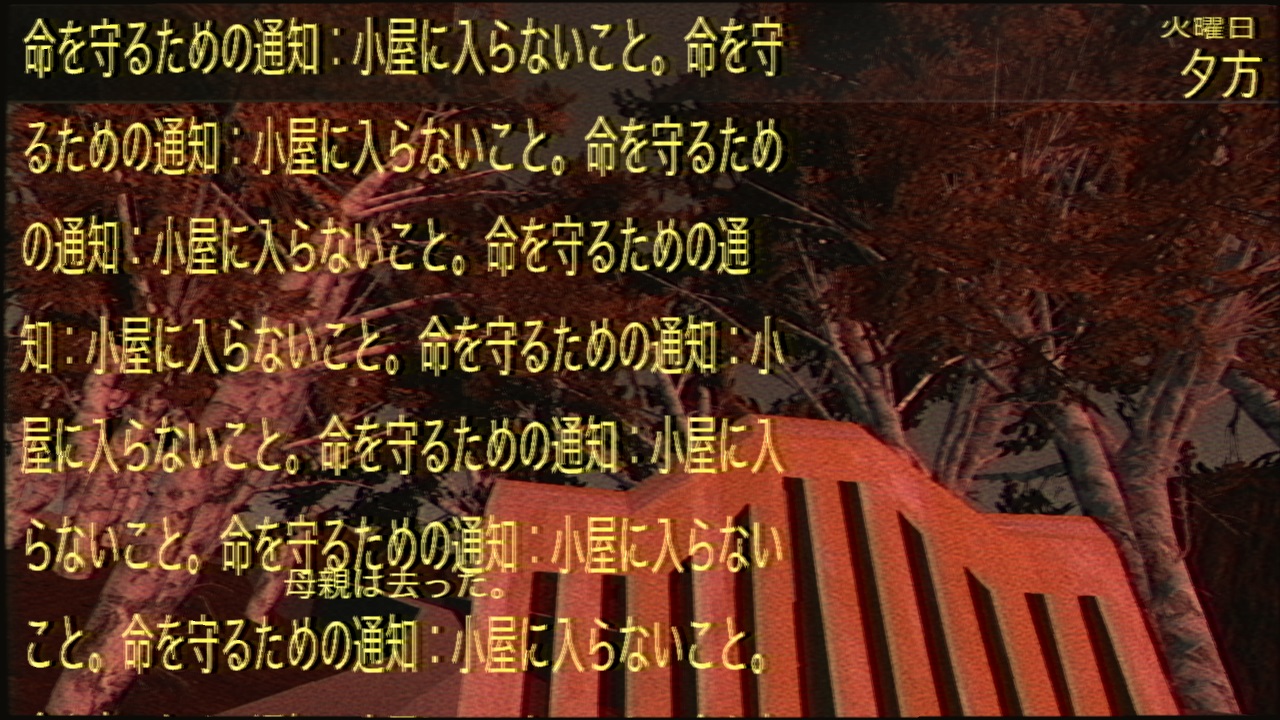 命を守るための通知：小屋に入らないこと。命を守
火曜日
夕方
るための通知：小屋に入らないこと。命を守るため
の通知：小屋に入らないこと。命を守るための通
知：小屋に入らないこと。命を守るための通知：小
屋に入らないこと。命を守るための通知：小屋に入
らないこと。命を守るための通知：小屋に入らない
母親は去った。
こと。命を守るための通知：小屋に入らないこと。